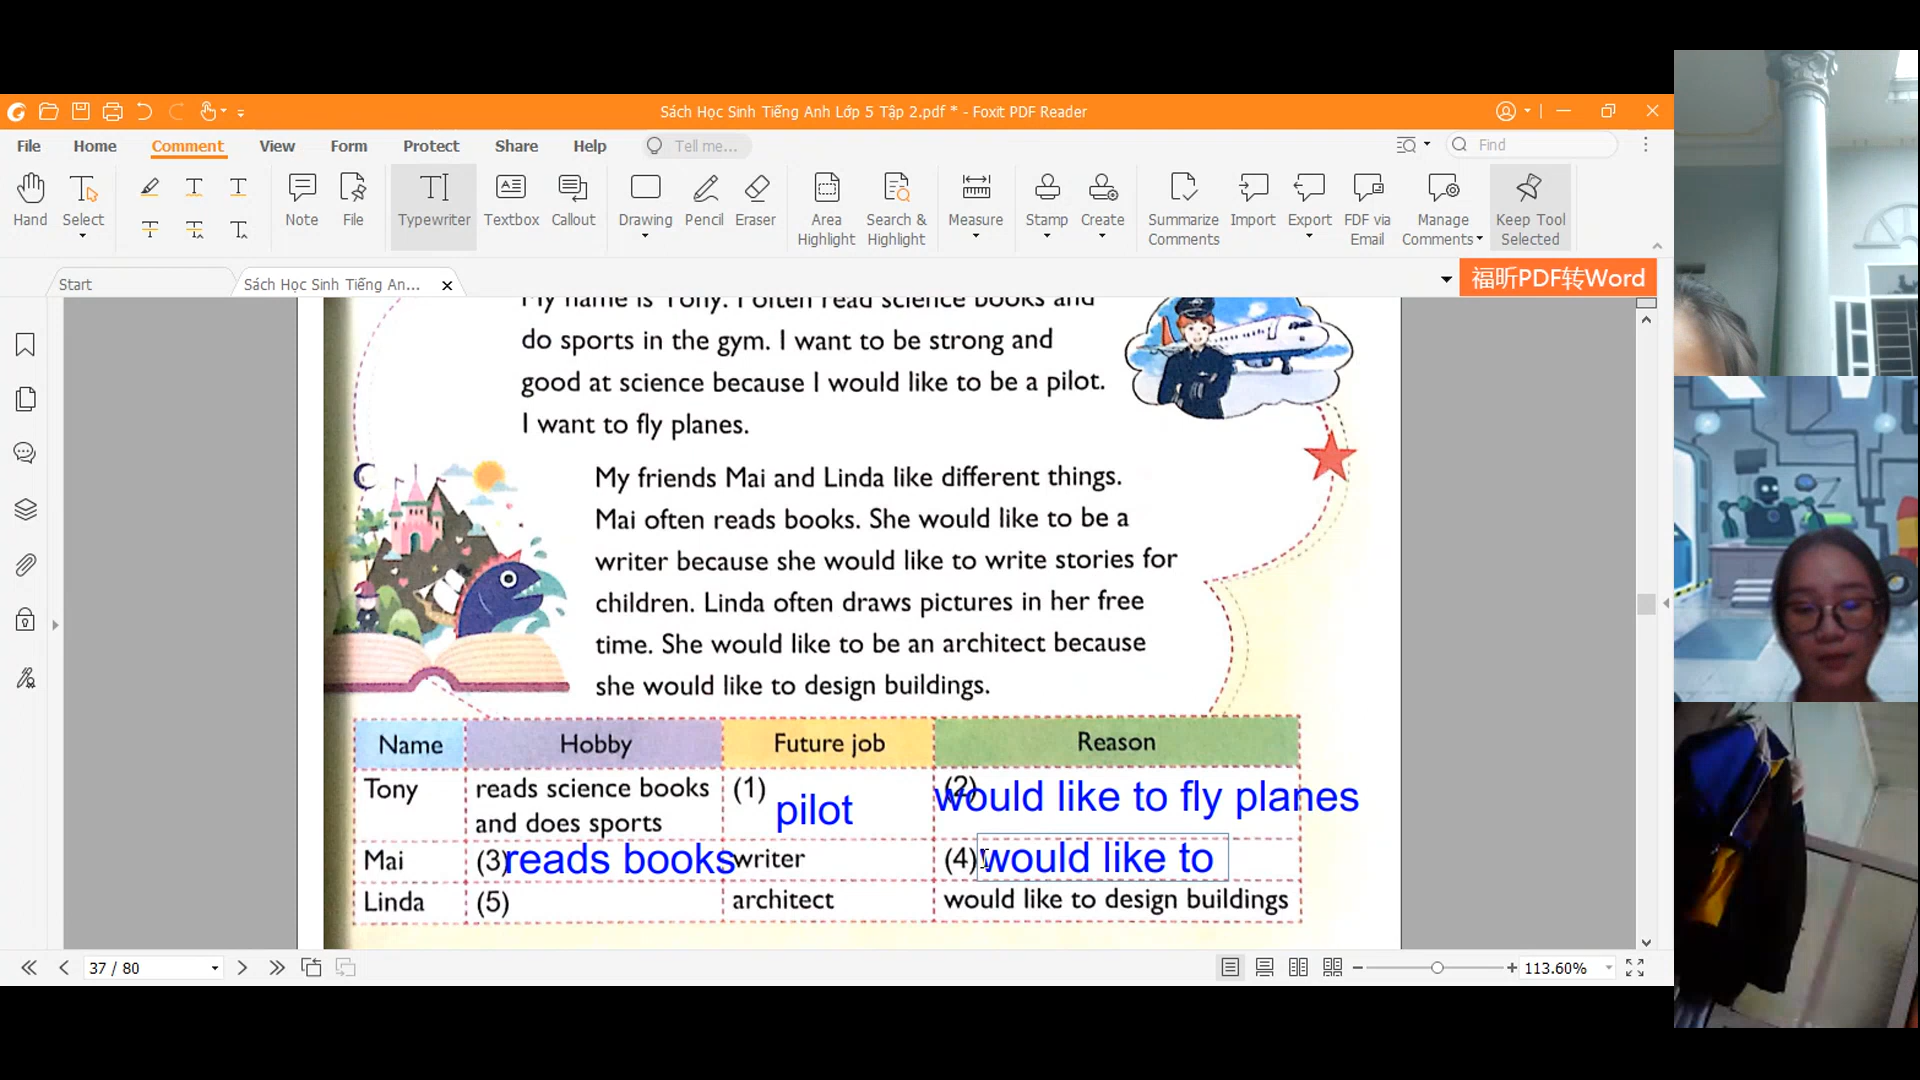 Sách Học Sinh Tiếng Anh Lớp 5 Tập 2.pdf * - Foxit PDF Reader
File Home Comment View Form Protect Share Help Tell me... Find
Hand Select Note File Typewriter Textbox Callout Drawing Pencil Eraser Area Highlight Search & Highlight Measure Stamp Create Summarize Comments Import Export FDF via Email Manage Comments Keep Tool Selected
Start Sách Học Sinh Tiếng An... 福昕PDF转Word
My name is Tony. I often read science books and
do sports in the gym. I want to be strong and
good at science because I would like to be a pilot.
I want to fly planes.
My friends Mai and Linda like different things.
Mai often reads books. She would like to be a
writer because she would like to write stories for
children. Linda often draws pictures in her free
time. She would like to be an architect because
she would like to design buildings.
Name Hobby Future job Reason
Tony reads science books and does sports (1) pilot (2) would like to fly planes
Mai (3) reads books writer (4) would like to
Linda (5) architect would like to design buildings
37 / 80 113.60%